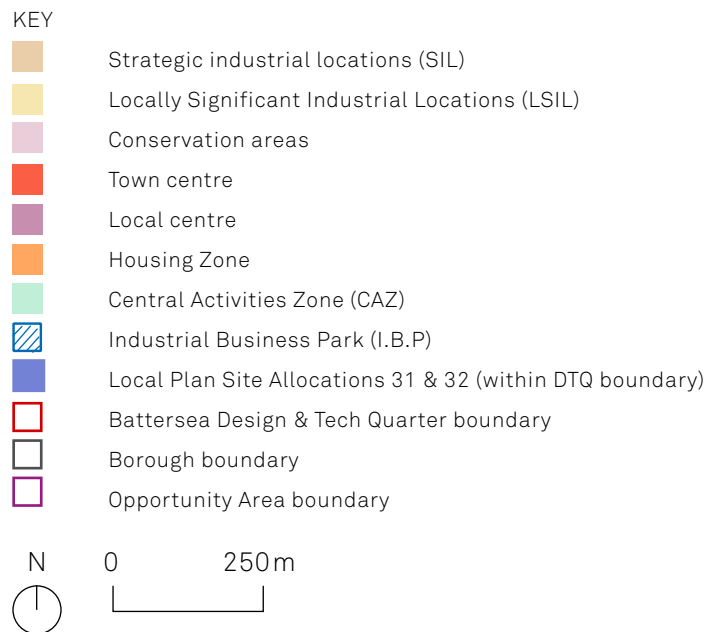 KEY
Strategic industrial locations (SIL)
Locally Significant Industrial Locations (LSIL)
Conservation areas
Town centre
Local centre
Housing Zone
Central Activities Zone (CAZ)
Industrial Business Park (I.B.P)
Local Plan Site Allocations 31 & 32 (within DTQ boundary)
Battersea Design & Tech Quarter boundary
Borough boundary
Opportunity Area boundary
N 0 250m